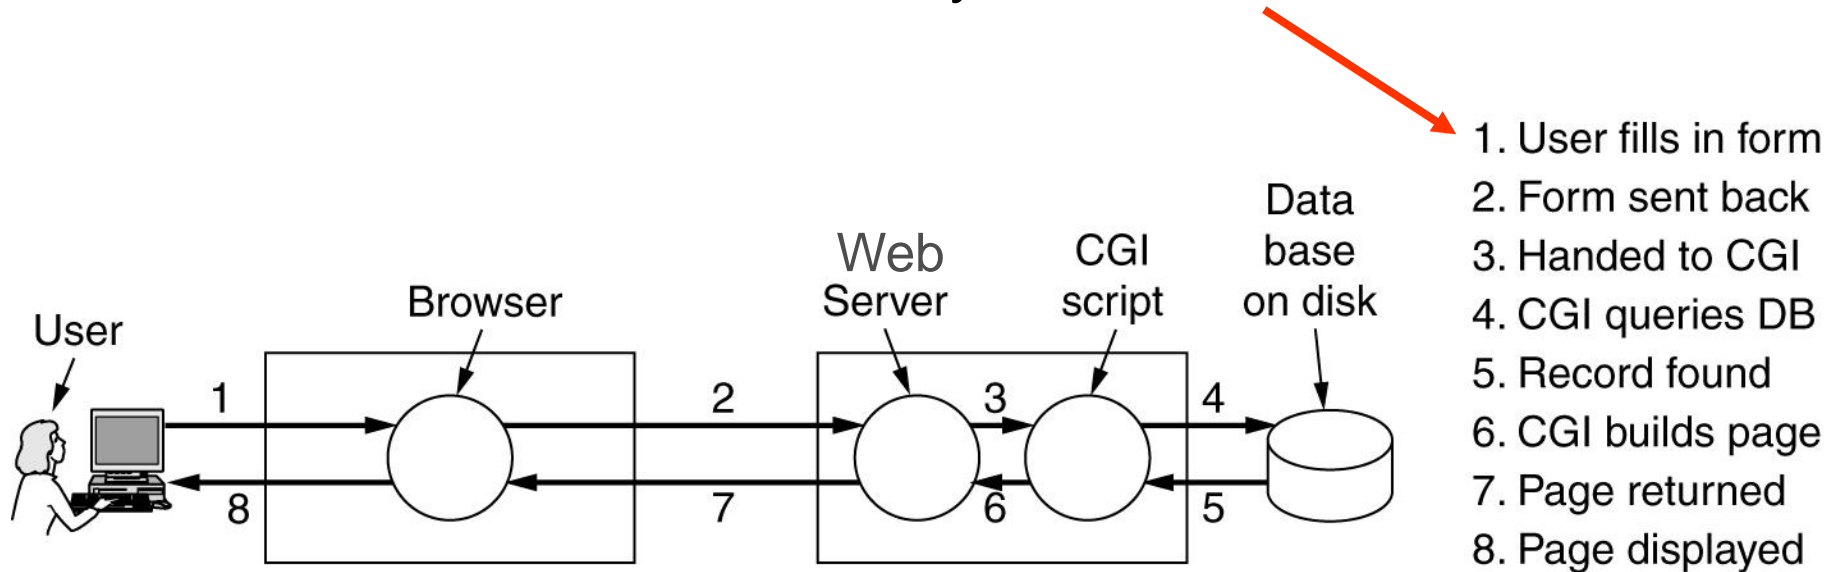 User
Browser
Web
Server
CGI
script
Data
base
on disk
1
2
3
4
8
7
6
5
1. User fills in form
2. Form sent back
3. Handed to CGI
4. CGI queries DB
5. Record found
6. CGI builds page
7. Page returned
8. Page displayed